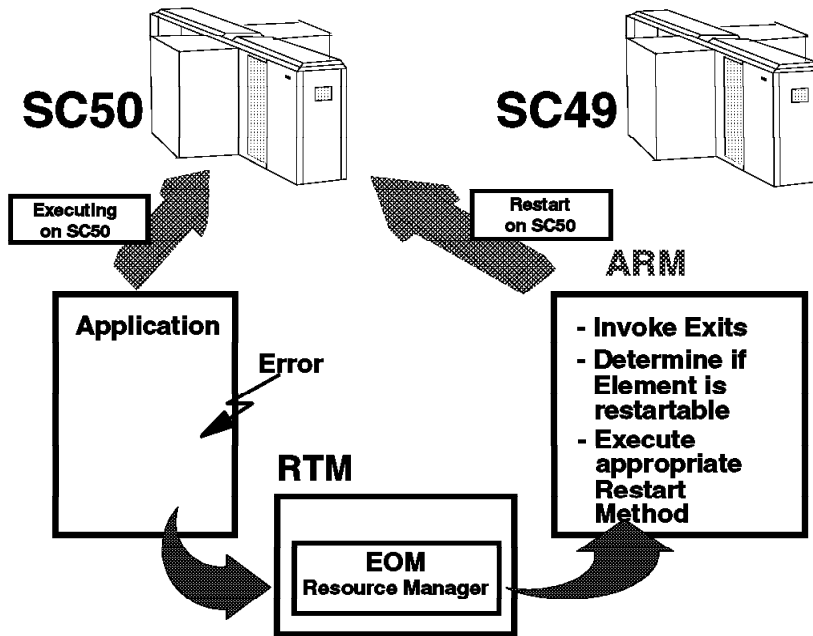 SC50
SC49
Executing
on SC50
Restart
on SC50
ARM
Application
Error
- Invoke Exits
- Determine if
Element is
restartable
- Execute
appropriate
Restart
Method
RTM
EOM
Resource Manager